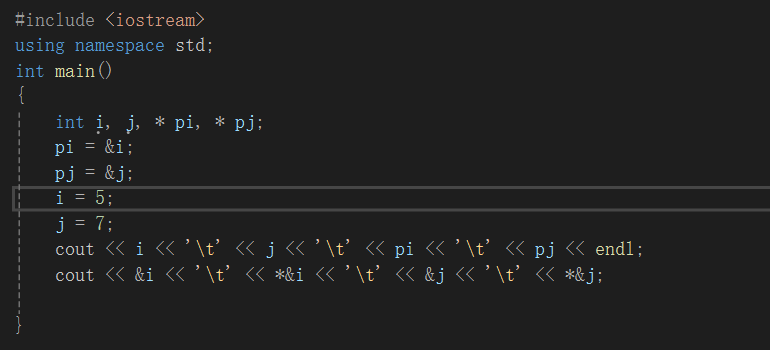 #include <iostream>
using namespace std;
int main()
{
int i, j, * pi, * pj;
pi = &i;
pj = &j;
i = 5;
j = 7;
cout << i << '\t' << j << '\t' << pi << '\t' << pj << endl;
cout << &i << '\t' << *&i << '\t' << &j << '\t' << *&j;
}